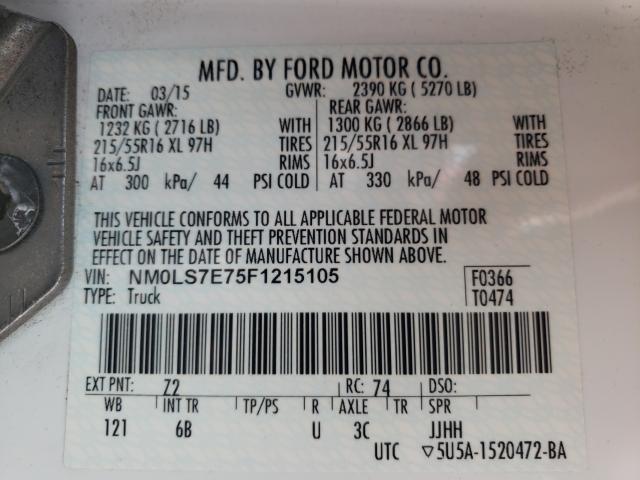 MFD. BY FORD MOTOR CO.
DATE: 03/15 GVWR: 2390 KG ( 5270 LB)
FRONT GAWR: REAR GAWR:
1232 KG ( 2716 LB) WITH 1300 KG ( 2866 LB) WITH
215/55R16 XL 97H TIRES 215/55R16 XL 97H TIRES
16x6.5J RIMS 16x6.5J RIMS
AT 300 kPa/ 44 PSI COLD AT 330 kPa/ 48 PSI COLD
THIS VEHICLE CONFORMS TO ALL APPLICABLE FEDERAL MOTOR
VEHICLE SAFETY AND THEFT PREVENTION STANDARDS IN
EFFECT ON THE DATE OF MANUFACTURE SHOWN ABOVE.
VIN: NM0LS7E75F1215105 F0366
TYPE: Truck T0474
EXT PNT: Z2 RC: 74 DSO:
WB INT TR TP/PS R AXLE TR SPR
121 6B U 3C JJHH
UTC ▽5U5A-1520472-BA